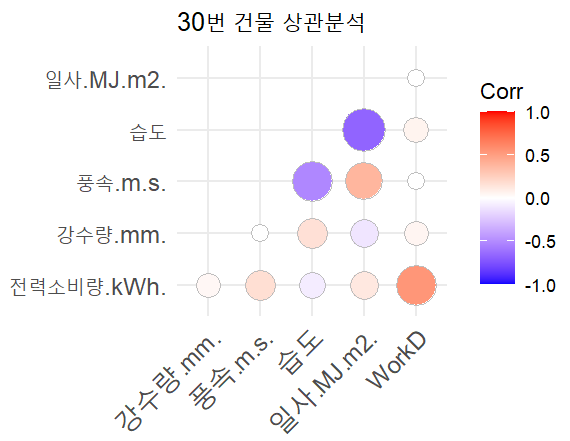 30번 건물 상관분석
일사.MJ.m2.
습도
풍속.m.s.
강수량.mm.
전력소비량.kWh.
강수량.mm.
풍속.m.s.
습도
일사.MJ.m2.
WorkD
Corr
1.0
0.5
0.0
-0.5
-1.0